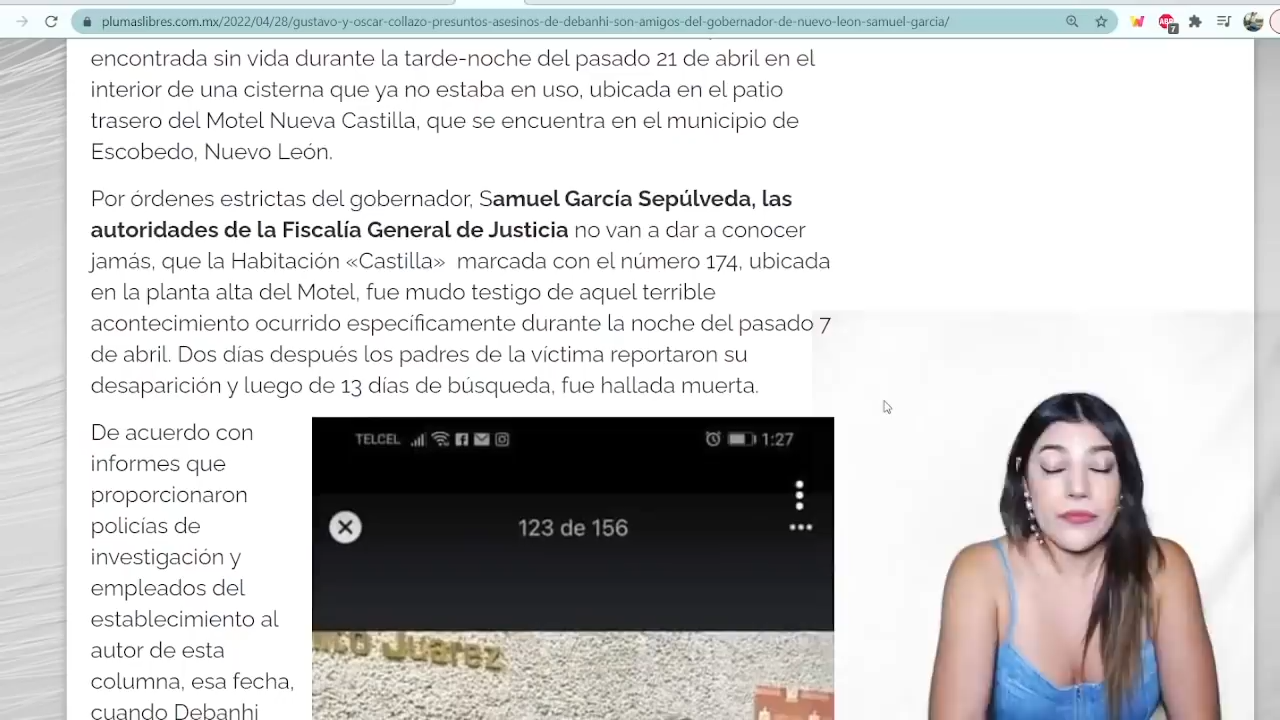 plumaslibres.com.mx/2022/04/28/gustavo-y-oscar-collazo-presuntos-asesinos-de-debanhi-son-amigos-del-gobernador-de-nuevo-leon-samuel-garcia/
encontrada sin vida durante la tarde-noche del pasado 21 de abril en el
interior de una cisterna que ya no estaba en uso, ubicada en el patio
trasero del Motel Nueva Castilla, que se encuentra en el municipio de
Escobedo, Nuevo León.
Por órdenes estrictas del gobernador, Samuel García Sepúlveda, las
autoridades de la Fiscalía General de Justicia no van a dar a conocer
jamás, que la Habitación «Castilla» marcada con el número 174, ubicada
en la planta alta del Motel, fue mudo testigo de aquel terrible
acontecimiento ocurrido específicamente durante la noche del pasado 7
de abril. Dos días después los padres de la víctima reportaron su
desaparición y luego de 13 días de búsqueda, fue hallada muerta.
De acuerdo con
informes que
proporcionaron
policías de
investigación y
empleados del
establecimiento al
autor de esta
columna, esa fecha,
cuando Debanhi
TELCEL 1:27
123 de 156
Juarez